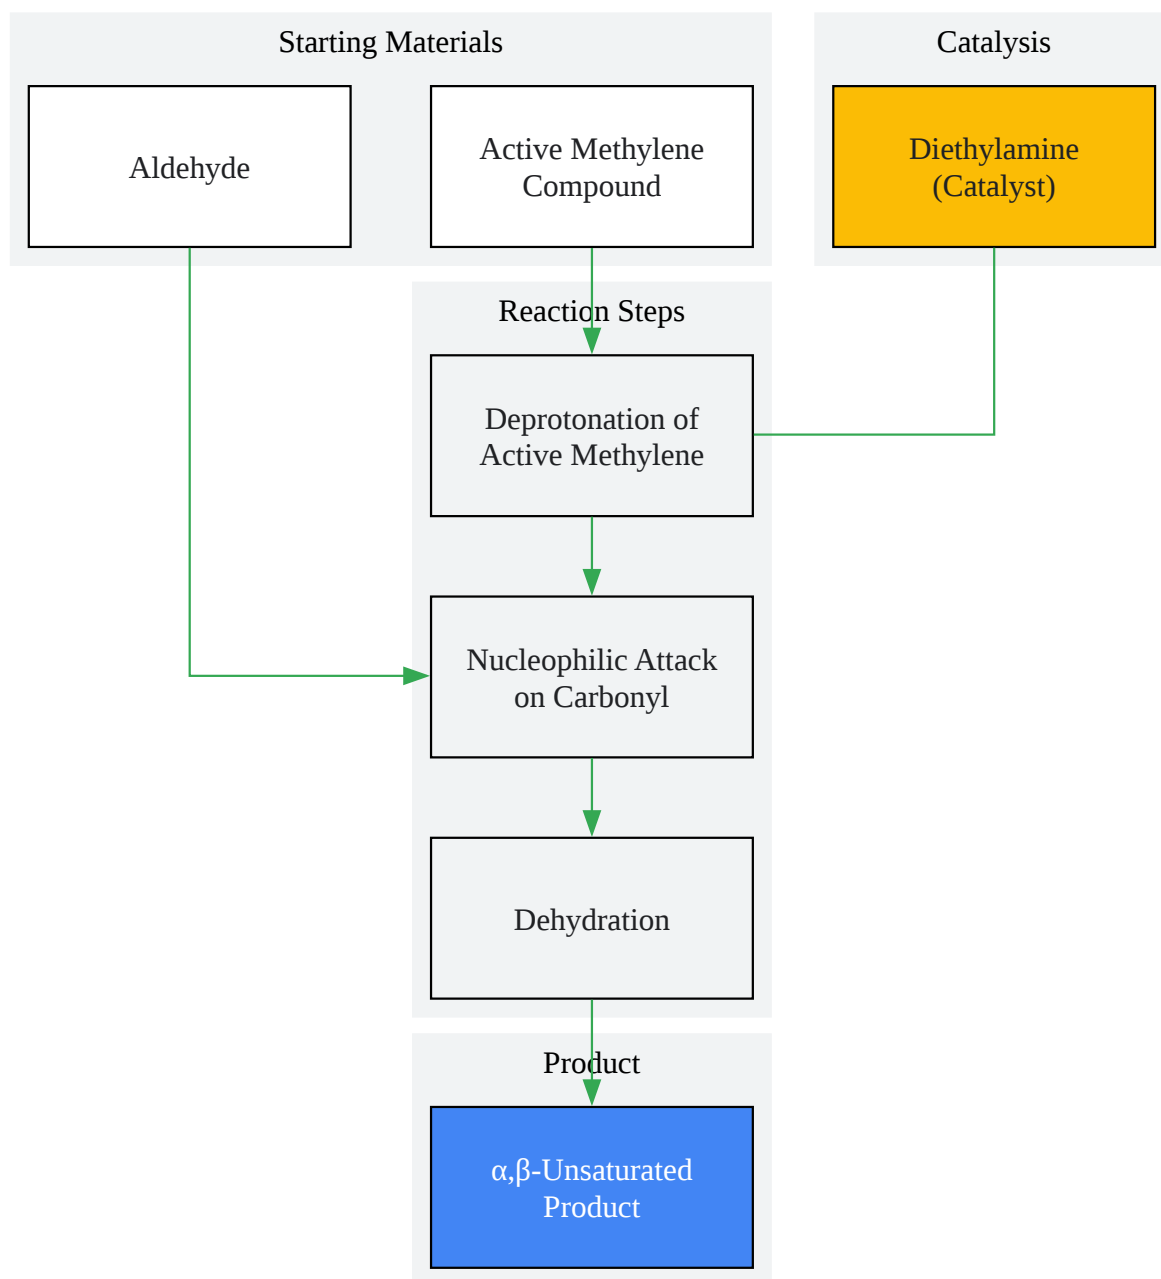 Starting Materials
Catalysis
Aldehyde
Active Methylene
Compound
Diethylamine
(Catalyst)
Reaction Steps
Deprotonation of
Active Methylene
Nucleophilic Attack
on Carbonyl
Dehydration
Product
α,β-Unsaturated
Product